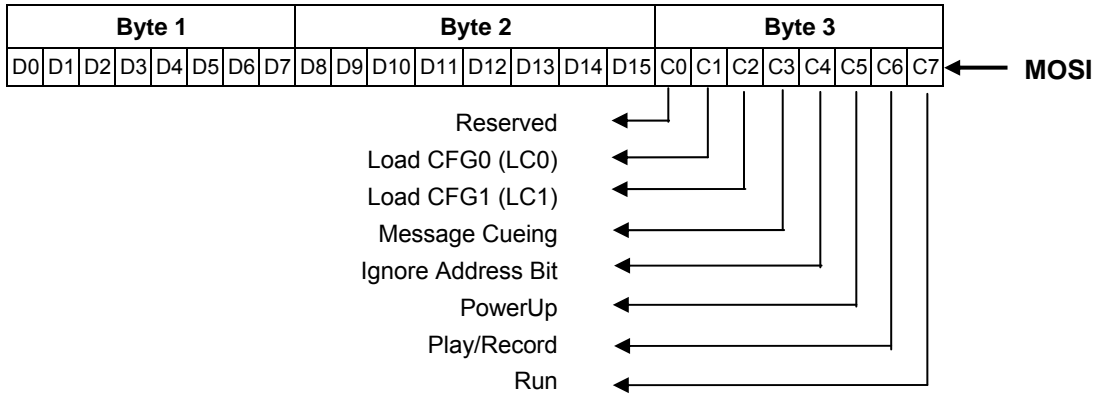 Byte 1 Byte 2 Byte 3
D0 D1 D2 D3 D4 D5 D6 D7 D8 D9 D10 D11 D12 D13 D14 D15 C0 C1 C2 C3 C4 C5 C6 C7 MOSI
Reserved
Load CFG0 (LC0)
Load CFG1 (LC1)
Message Cueing
Ignore Address Bit
PowerUp
Play/Record
Run